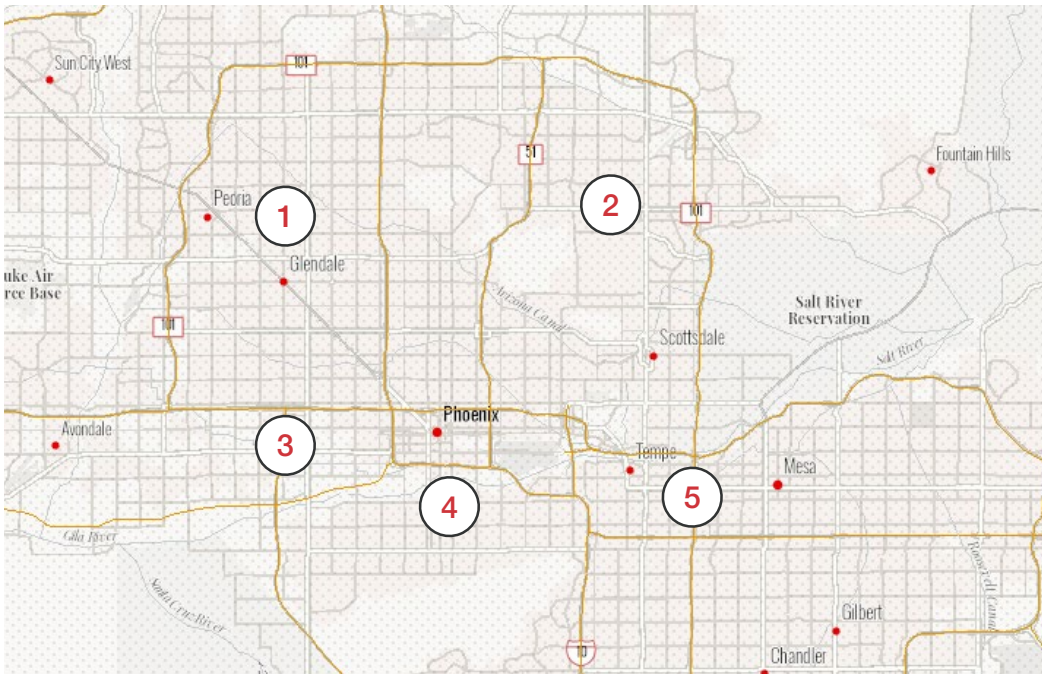 101
Sun City West
51
Fountain Hills
Peoria
1
2
101
Glendale
uke Air
rce Base
Arizona Canal
Salt River
Reservation
101
Scottsdale
Salt River
Phoenix
Avondale
3
Tempe
Mesa
5
4
Gila River
Roosevelt Canal
Santa Cruz River
Gilbert
10
Chandler